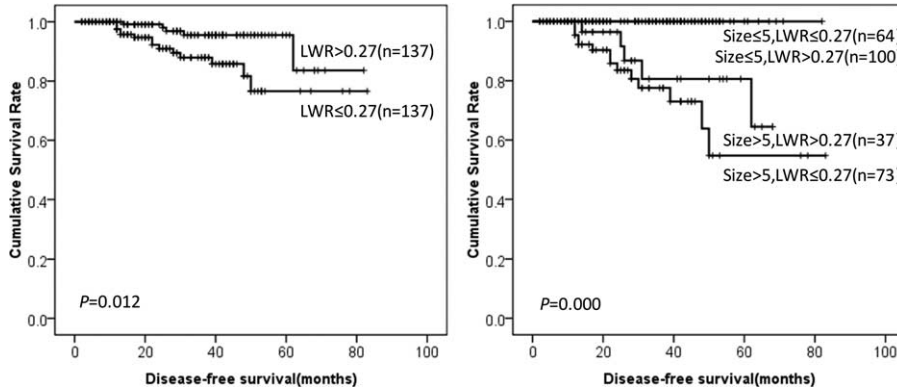 1.0
0.8
0.6
0.4
0.2
0.0
Cumulative Survival Rate
LWR>0.27(n=137)
LWR≤0.27(n=137)
P=0.012
0 20 40 60 80 100
Disease-free survival(months)
1.0
0.8
0.6
0.4
0.2
0.0
Cumulative Survival Rate
Size≤5,LWR≤0.27(n=64)
Size≤5,LWR>0.27(n=100)
Size>5,LWR>0.27(n=37)
Size>5,LWR≤0.27(n=73)
P=0.000
0 20 40 60 80 100
Disease-free survival(months)